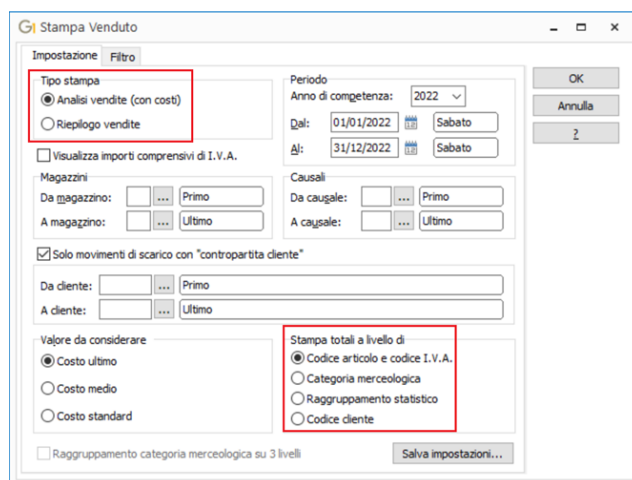 G1 Stampa Venduto
Impostazione Filtro
Tipo stampa
Analisi vendite (con costi)
Riepilogo vendite
Visualizza importi comprensivi di I.V.A.
Periodo
Anno di competenza: 2022
Dal: 01/01/2022 Sabato
Al: 31/12/2022 Sabato
OK
Annulla
?
Magazzini
Da magazzino: ... Primo
A magazzino: ... Ultimo
Causali
Da causale: ... Primo
A causale: ... Ultimo
Solo movimenti di scarico con "contropartita cliente"
Da cliente: ... Primo
A cliente: ... Ultimo
Valore da considerare
Costo ultimo
Costo medio
Costo standard
Stampa totali a livello di
Codice articolo e codice I.V.A.
Categoria merceologica
Raggruppamento statistico
Codice cliente
Raggruppamento categoria merceologica su 3 livelli
Salva impostazioni...